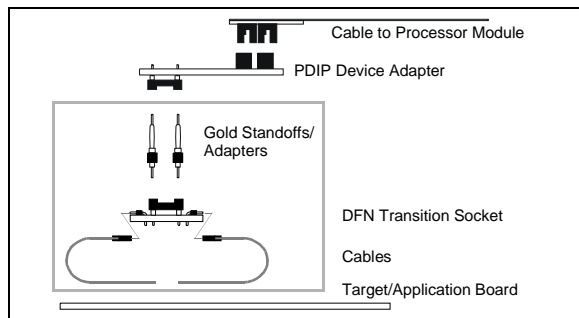 Cable to Processor Module
PDIP Device Adapter
Gold Standoffs/
Adapters
DFN Transition Socket
Cables
Target/Application Board